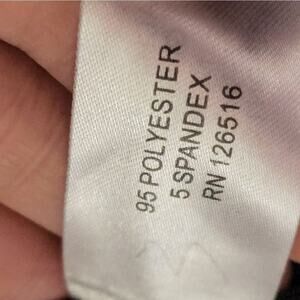 95 POLYESTER
5 SPANDEX
RN 126516